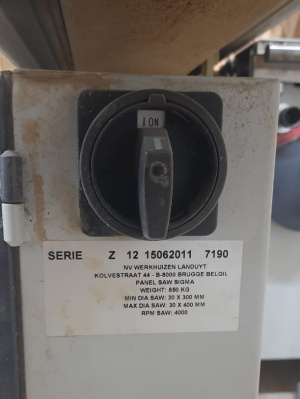 I ON
SERIE Z 12 15062011 7190
NV WERKHUIZEN LANDUYT
KOLVESTRAAT 44 - B-8000 BRUGGE BELGIE
PANEL SAW SIGMA
WEIGHT: 850 KG
MIN DIA SAW: 30 X 300 MM
MAX DIA SAW: 30 X 400 MM
RPM SAW: 4000